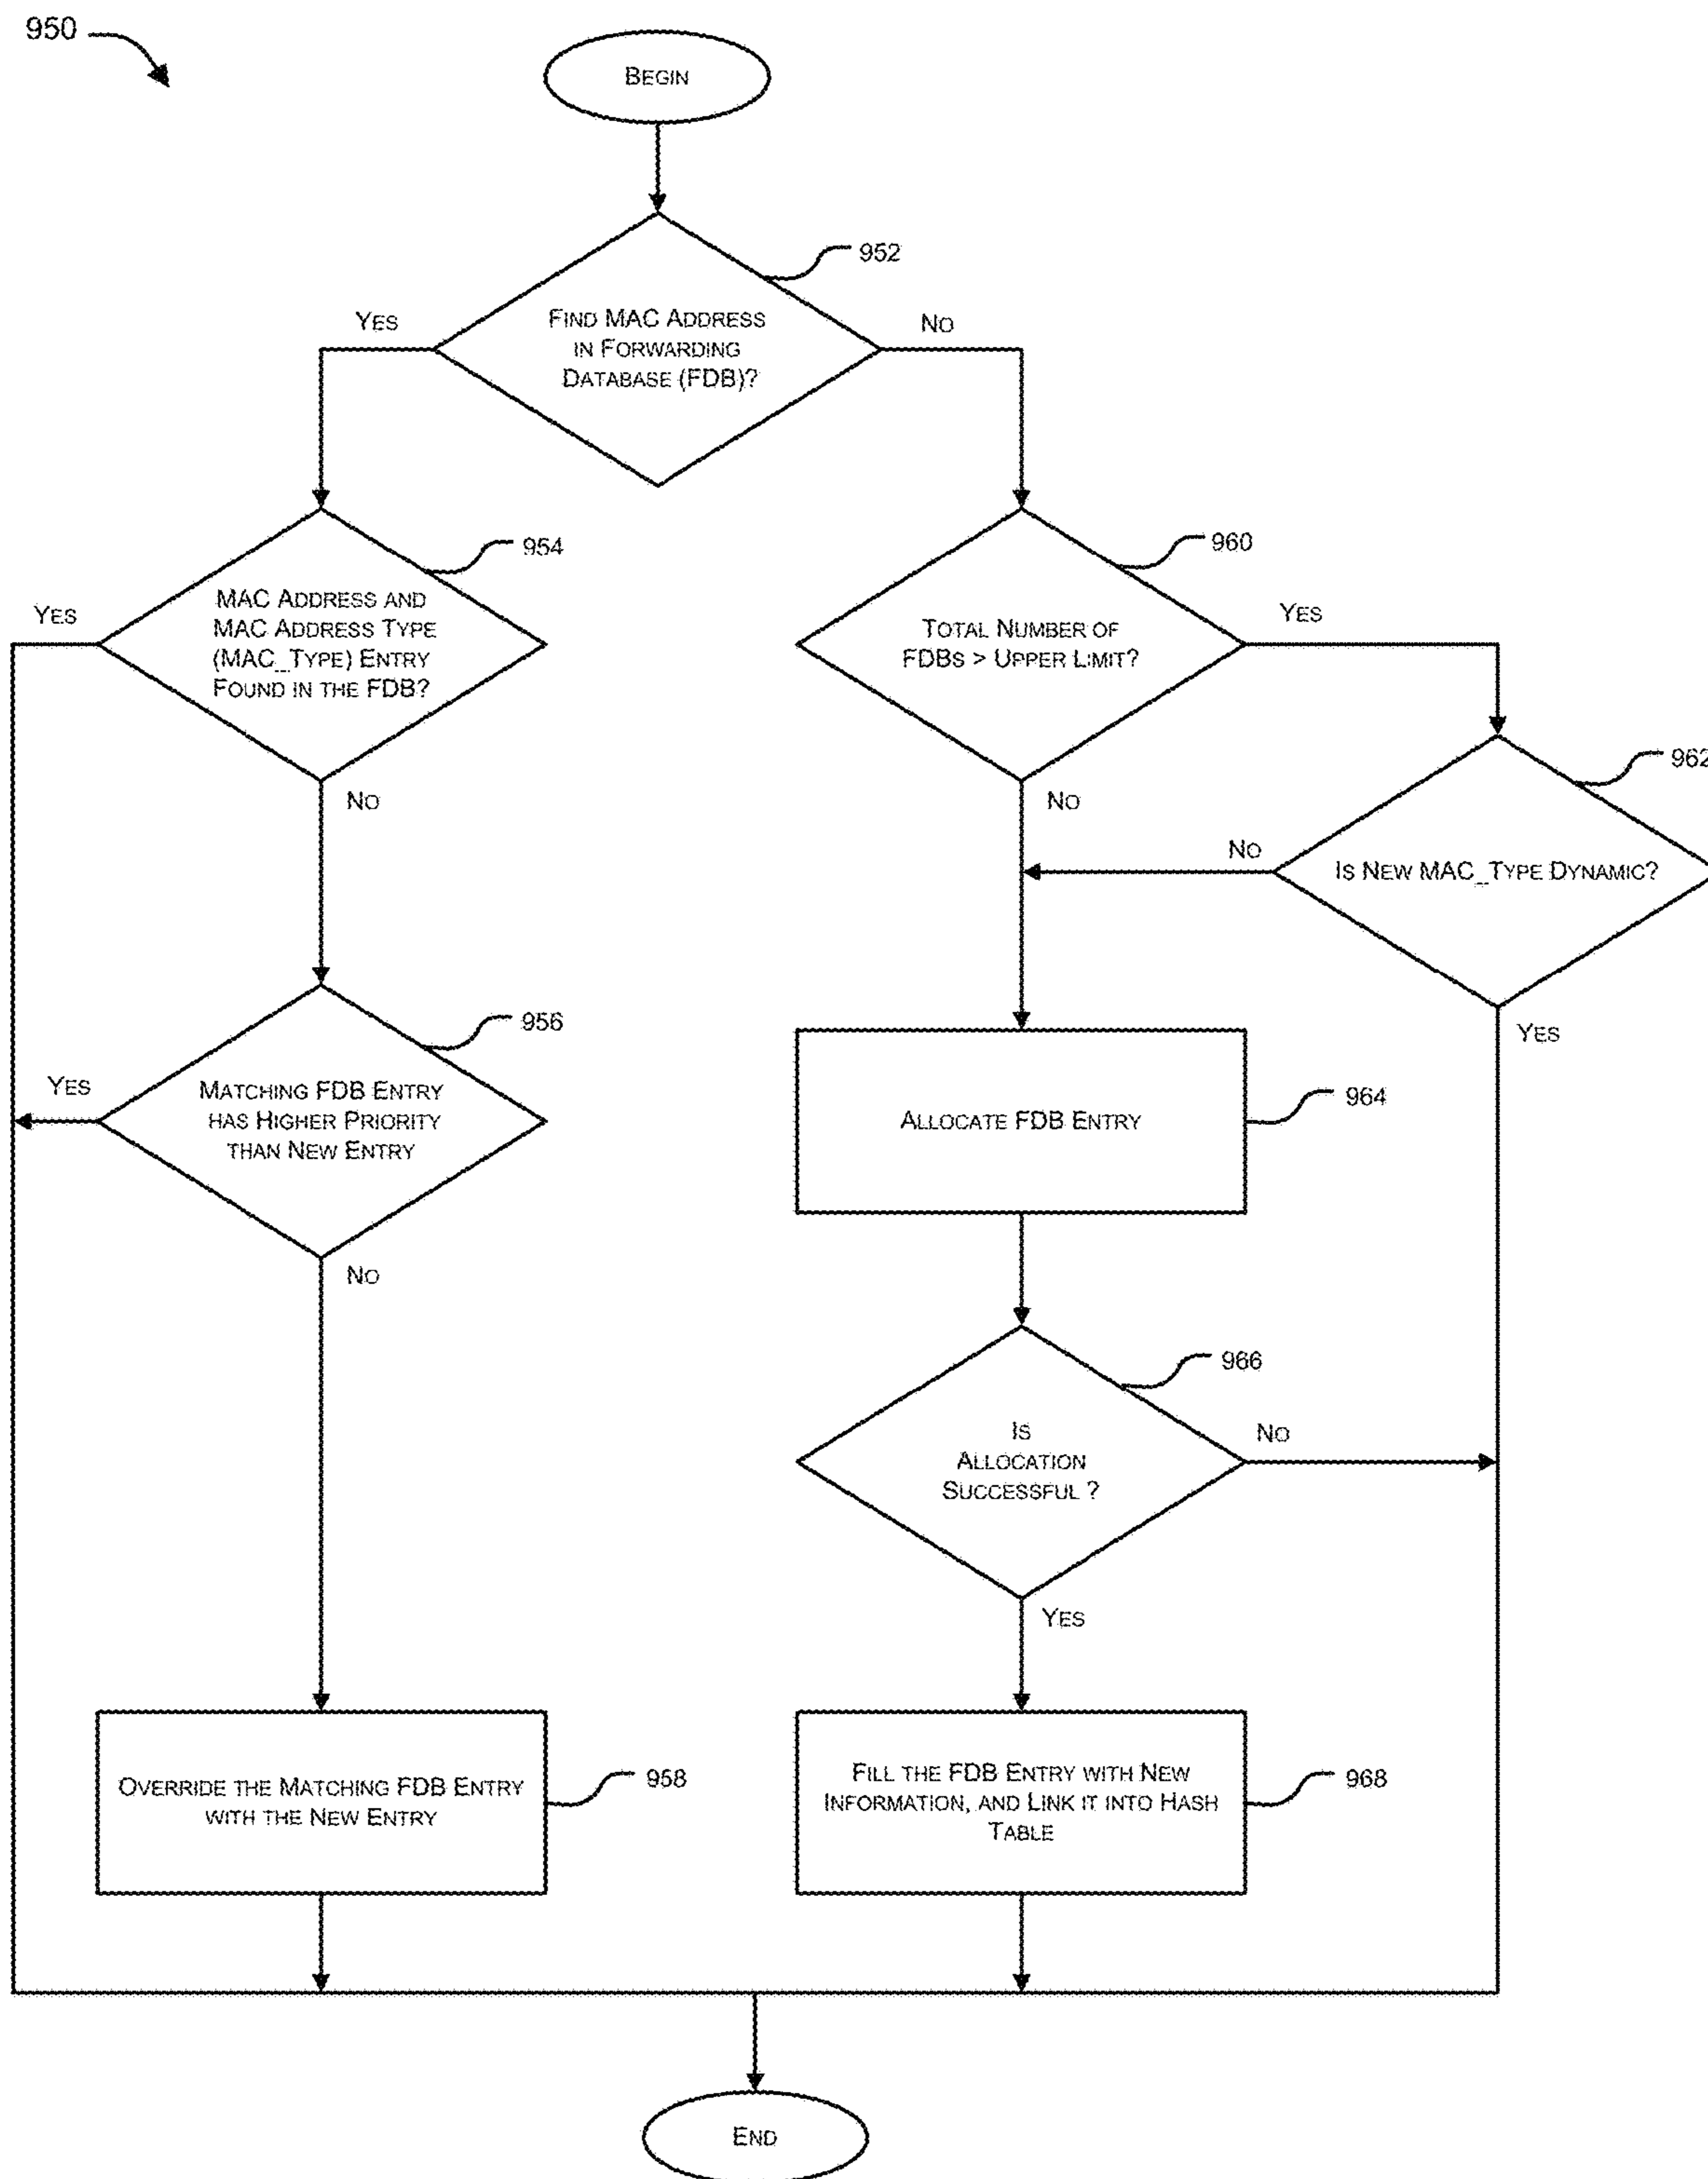 950
BEGIN
952
YES
FIND MAC ADDRESS
IN FORWARDING
DATABASE (FDB)?
NO
954
960
YES
MAC ADDRESS AND
MAC ADDRESS TYPE
(MAC_TYPE) ENTRY
FOUND IN THE FDB?
TOTAL NUMBER OF
FDBS > UPPER LIMIT?
YES
962
NO
NO
NO
IS NEW MAC_TYPE DYNAMIC?
956
YES
YES
MATCHING FDB ENTRY
HAS HIGHER PRIORITY
THAN NEW ENTRY
964
ALLOCATE FDB ENTRY
NO
966
IS
ALLOCATION
SUCCESSFUL ?
NO
YES
OVERRIDE THE MATCHING FDB ENTRY
WITH THE NEW ENTRY
958
FILL THE FDB ENTRY WITH NEW
INFORMATION, AND LINK IT INTO HASH
TABLE
968
END